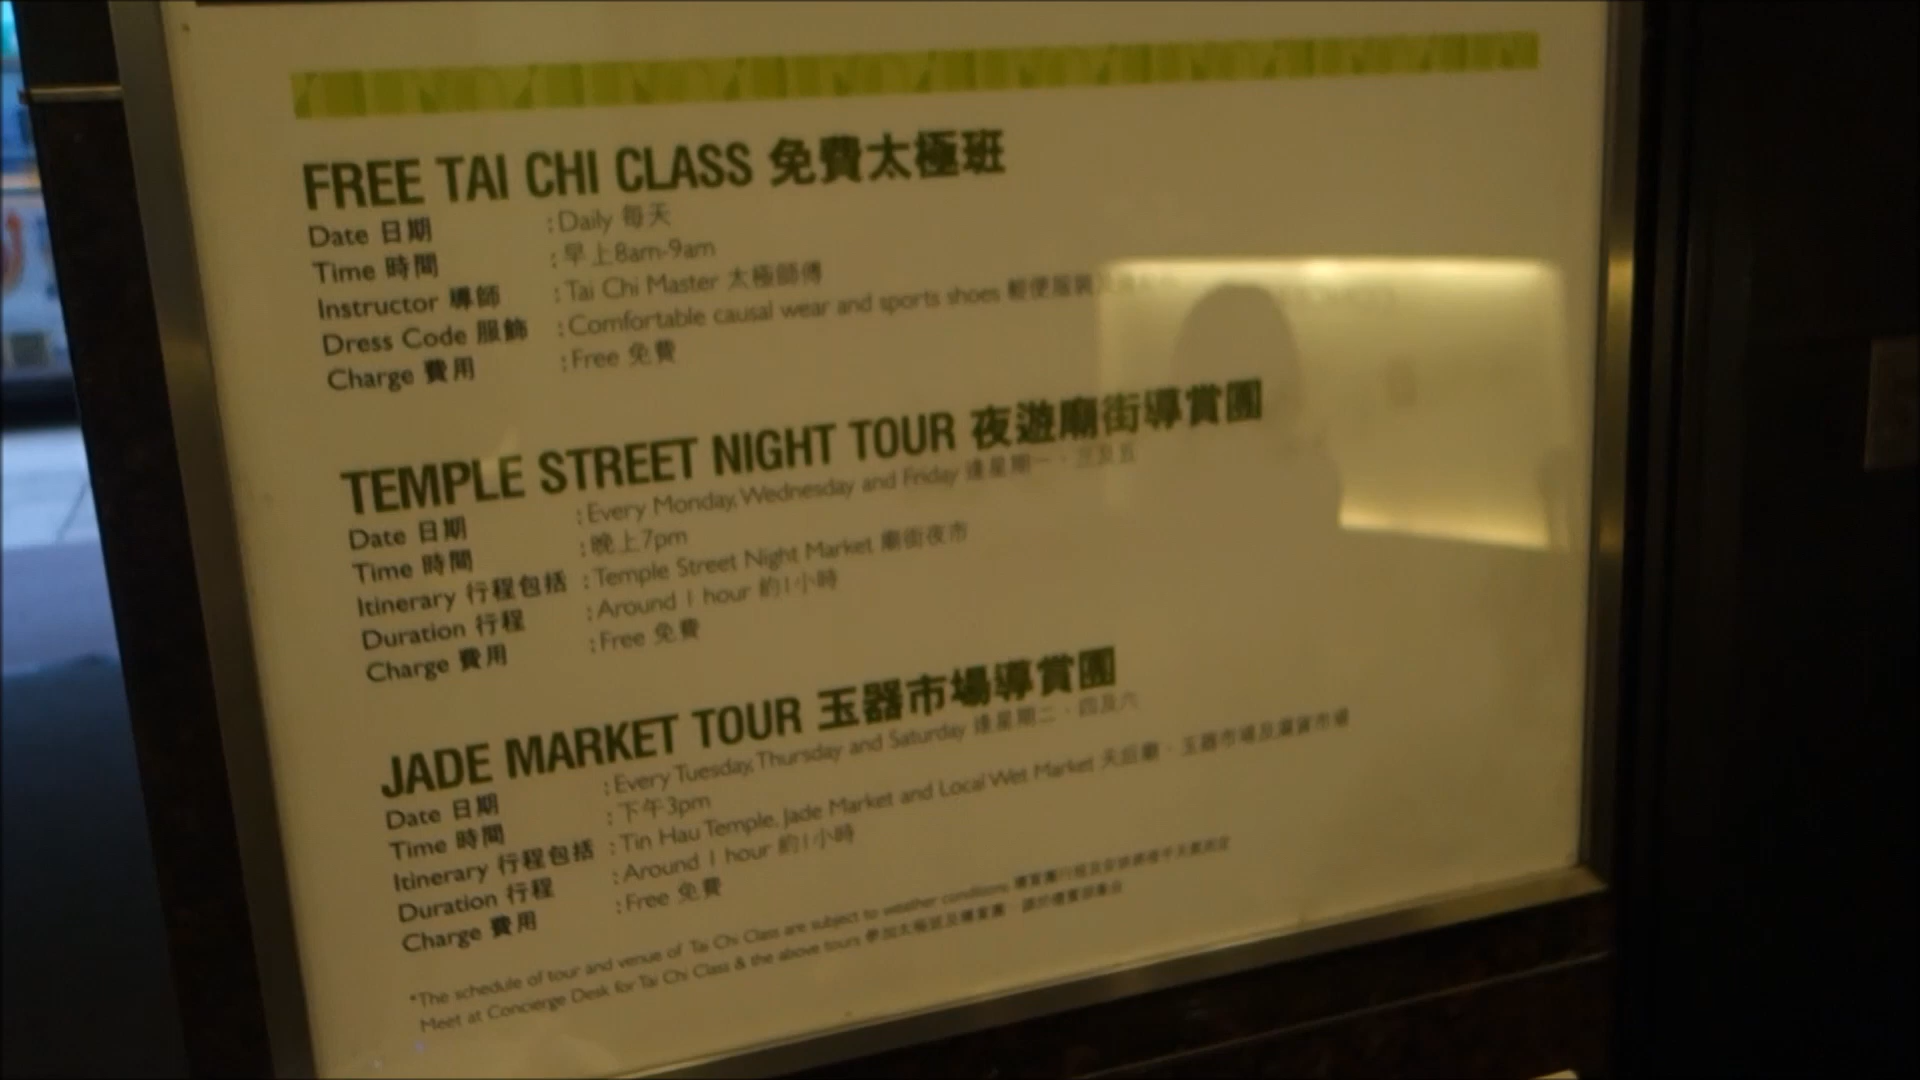 FREE TAI CHI CLASS 免費太極班
Date 日期 : Daily 每天
Time 時間 : 早上8am-9am
Instructor 導師 : Tai Chi Master 太極師傅
Dress Code 服飾 : Comfortable causal wear and sports shoes 輕便服裝
Charge 費用 : Free 免費
TEMPLE STREET NIGHT TOUR 夜遊廟街導賞團
Date 日期 : Every Monday, Wednesday and Friday 逢星期一、三及五
Time 時間 : 晚上7pm
Itinerary 行程包括 : Temple Street Night Market 廟街夜市
Duration 行程 : Around 1 hour 約1小時
Charge 費用 : Free 免費
JADE MARKET TOUR 玉器市場導賞團
Date 日期 : Every Tuesday, Thursday and Saturday 逢星期二、四及六
Time 時間 : 下午3pm
Itinerary 行程包括 : Tin Hau Temple, Jade Market and Local Wet Market 天后廟、玉器市場及濕貨市場
Duration 行程 : Around 1 hour 約1小時
Charge 費用 : Free 免費
*The schedule of tour and venue of Tai Chi Class are subject to weather conditions
Meet at Concierge Desk for Tai Chi Class & the above tours